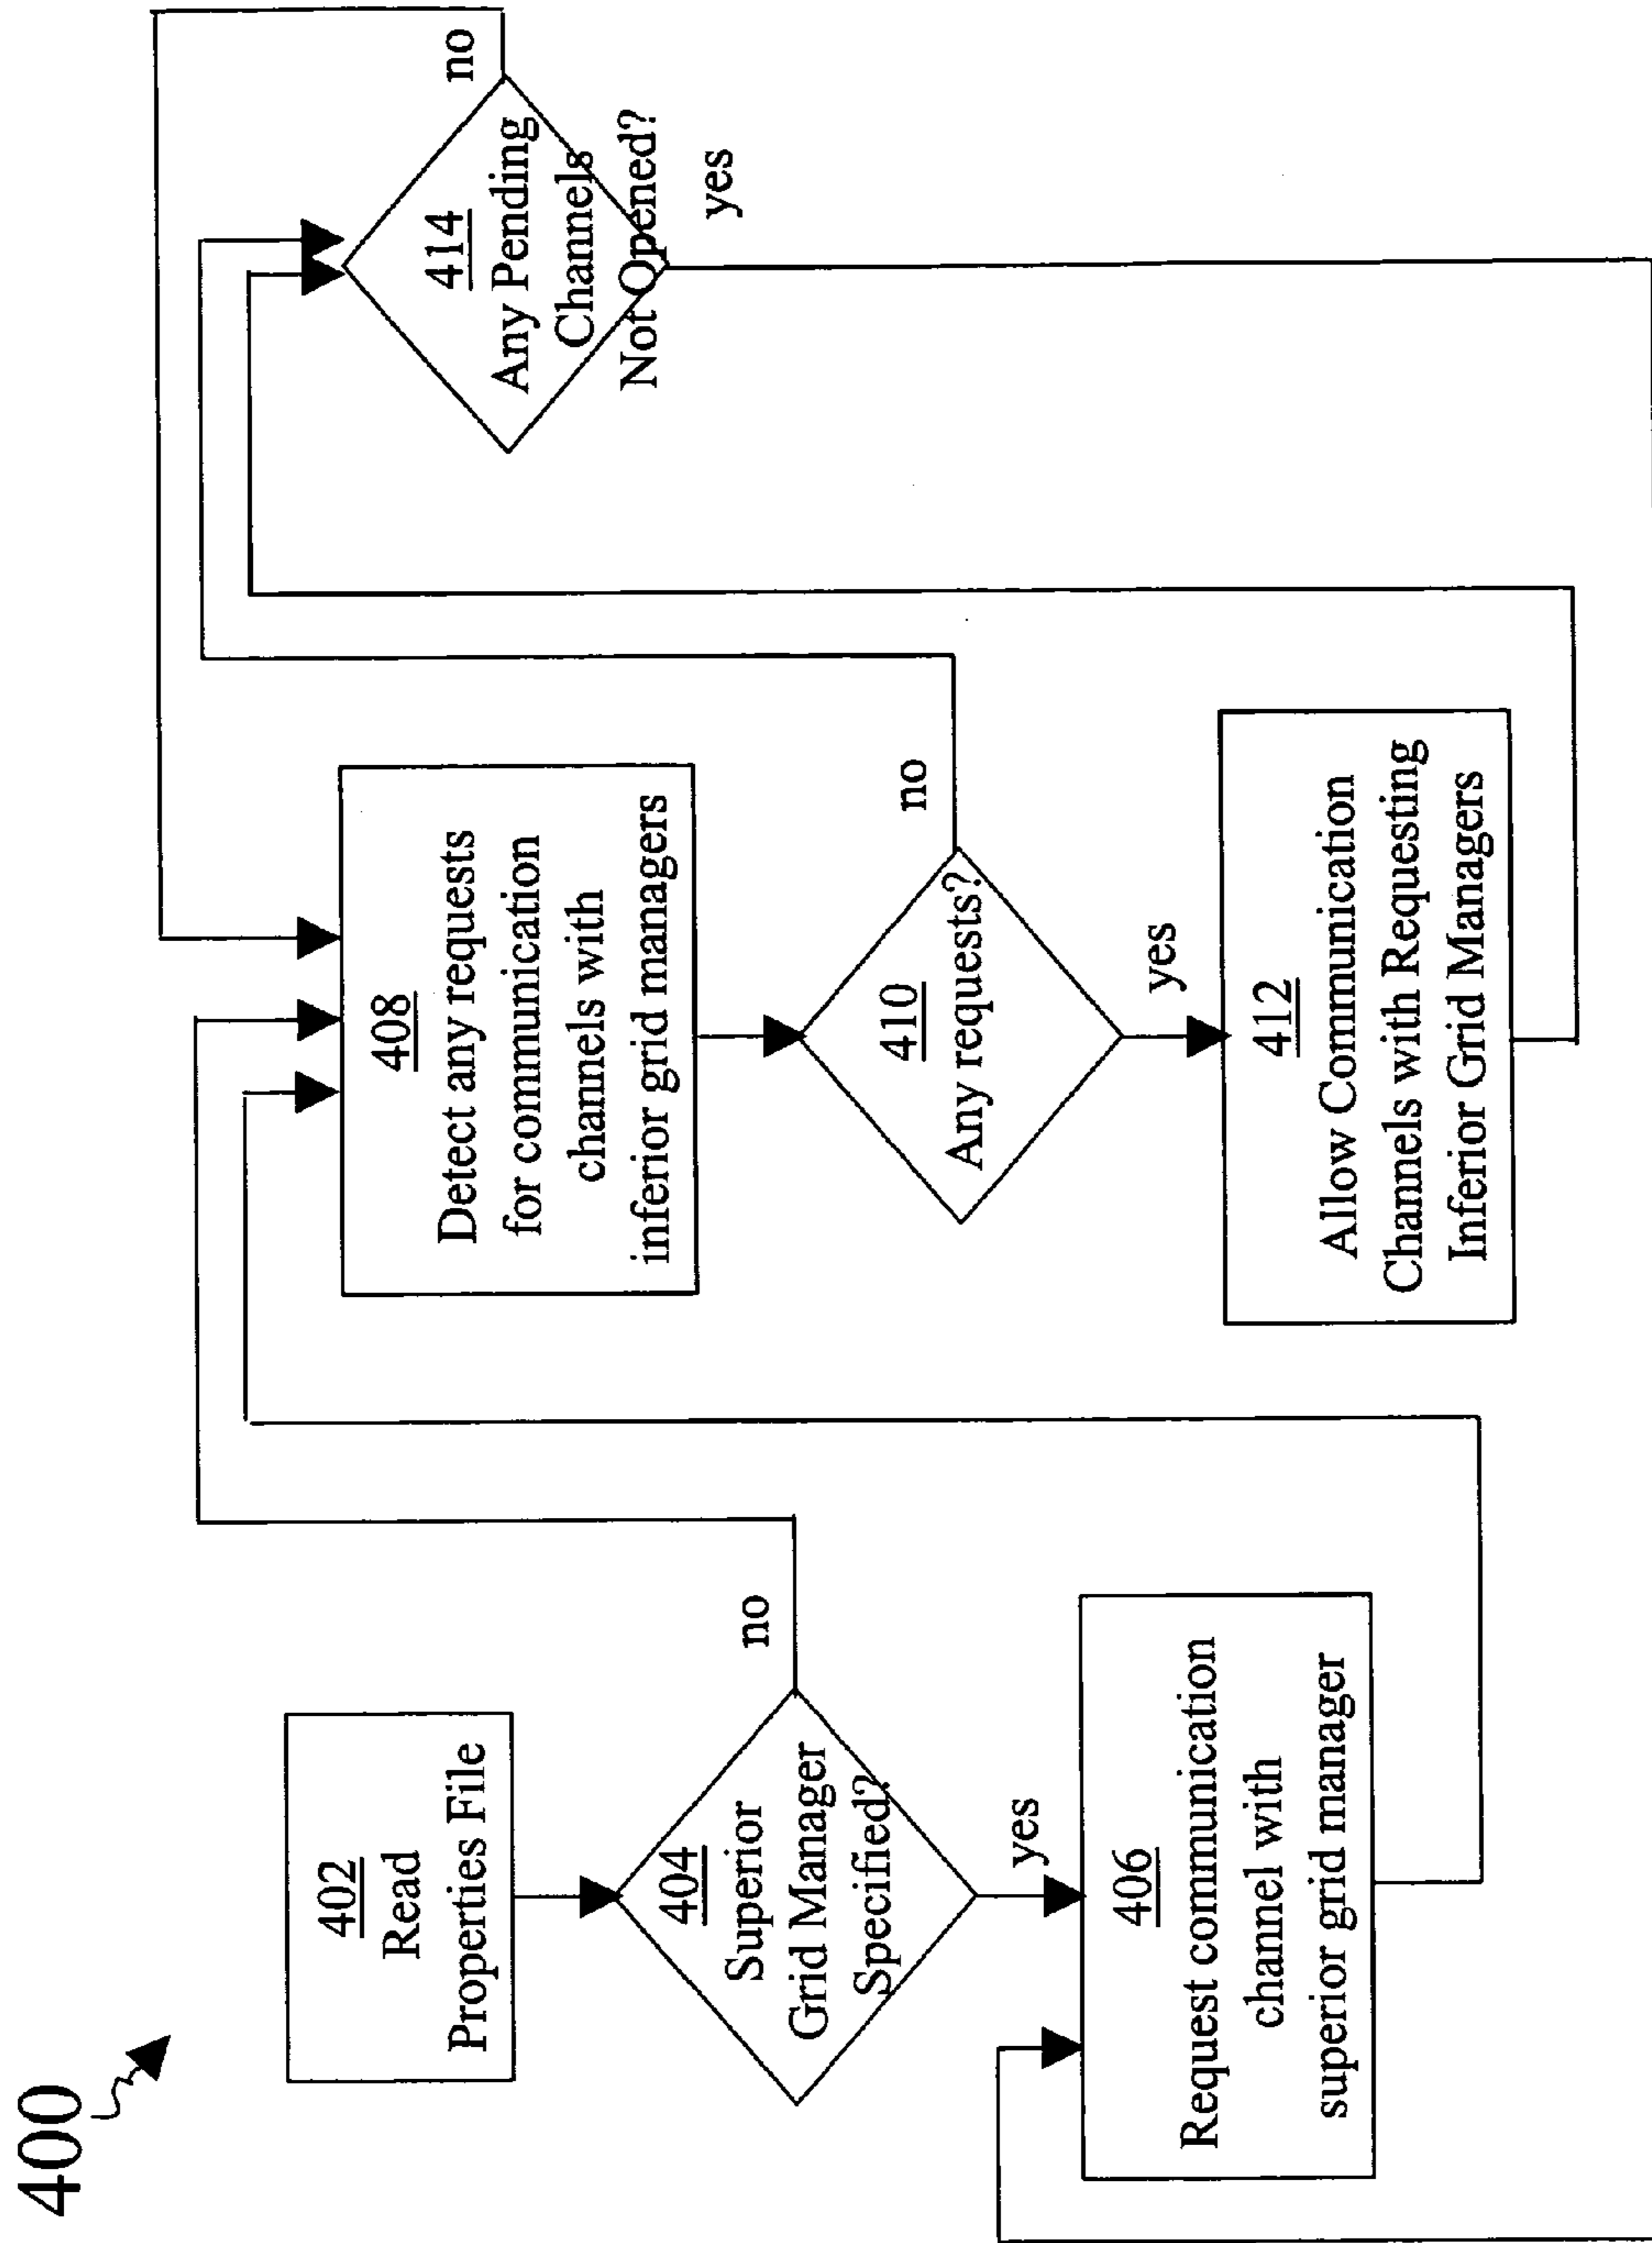 400
402
Read
Properties File
404
Superior
Grid Manager
Specified?
no
yes
406
Request communication
channel with
superior grid manager
408
Detect any requests
for communication
channels with
inferior grid managers
410
Any requests?
no
yes
412
Allow Communication
Channels with Requesting
Inferior Grid Managers
414
Any Pending
Channels
Not Opened?
no
yes